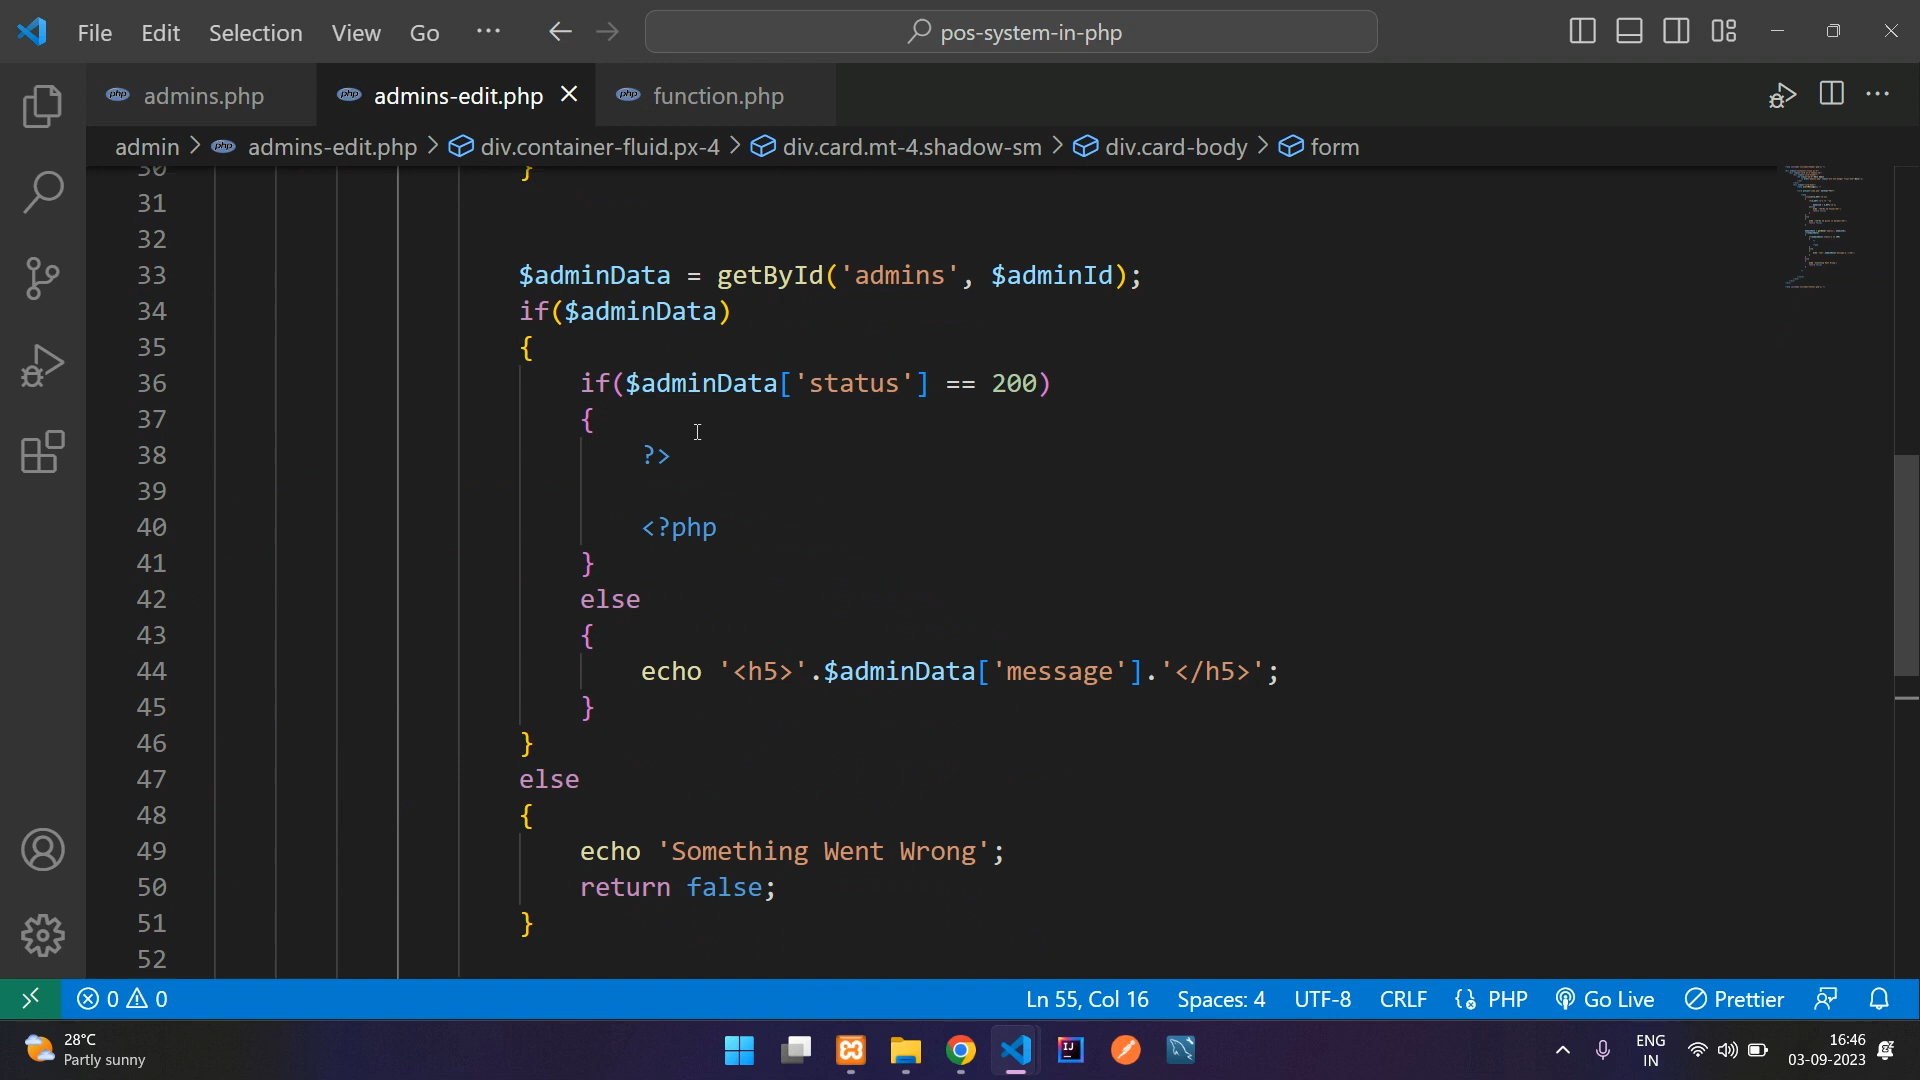 File Edit Selection View Go ··· pos-system-in-php
admins.php admins-edit.php function.php
admin > admins-edit.php > div.container-fluid.px-4 > div.card.mt-4.shadow-sm > div.card-body > form
30 }
31
32
33 $adminData = getById('admins', $adminId);
34 if($adminData)
35 {
36 if($adminData['status'] == 200)
37 {
38 ?>
39
40 <?php
41 }
42 else
43 {
44 echo '<h5>'.$adminData['message'].'</h5>';
45 }
46 }
47 else
48 {
49 echo 'Something Went Wrong';
50 return false;
51 }
52
0 0 Ln 55, Col 16 Spaces: 4 UTF-8 CRLF PHP Go Live Prettier
28°C
Partly sunny
ENG
IN
16:46
03-09-2023